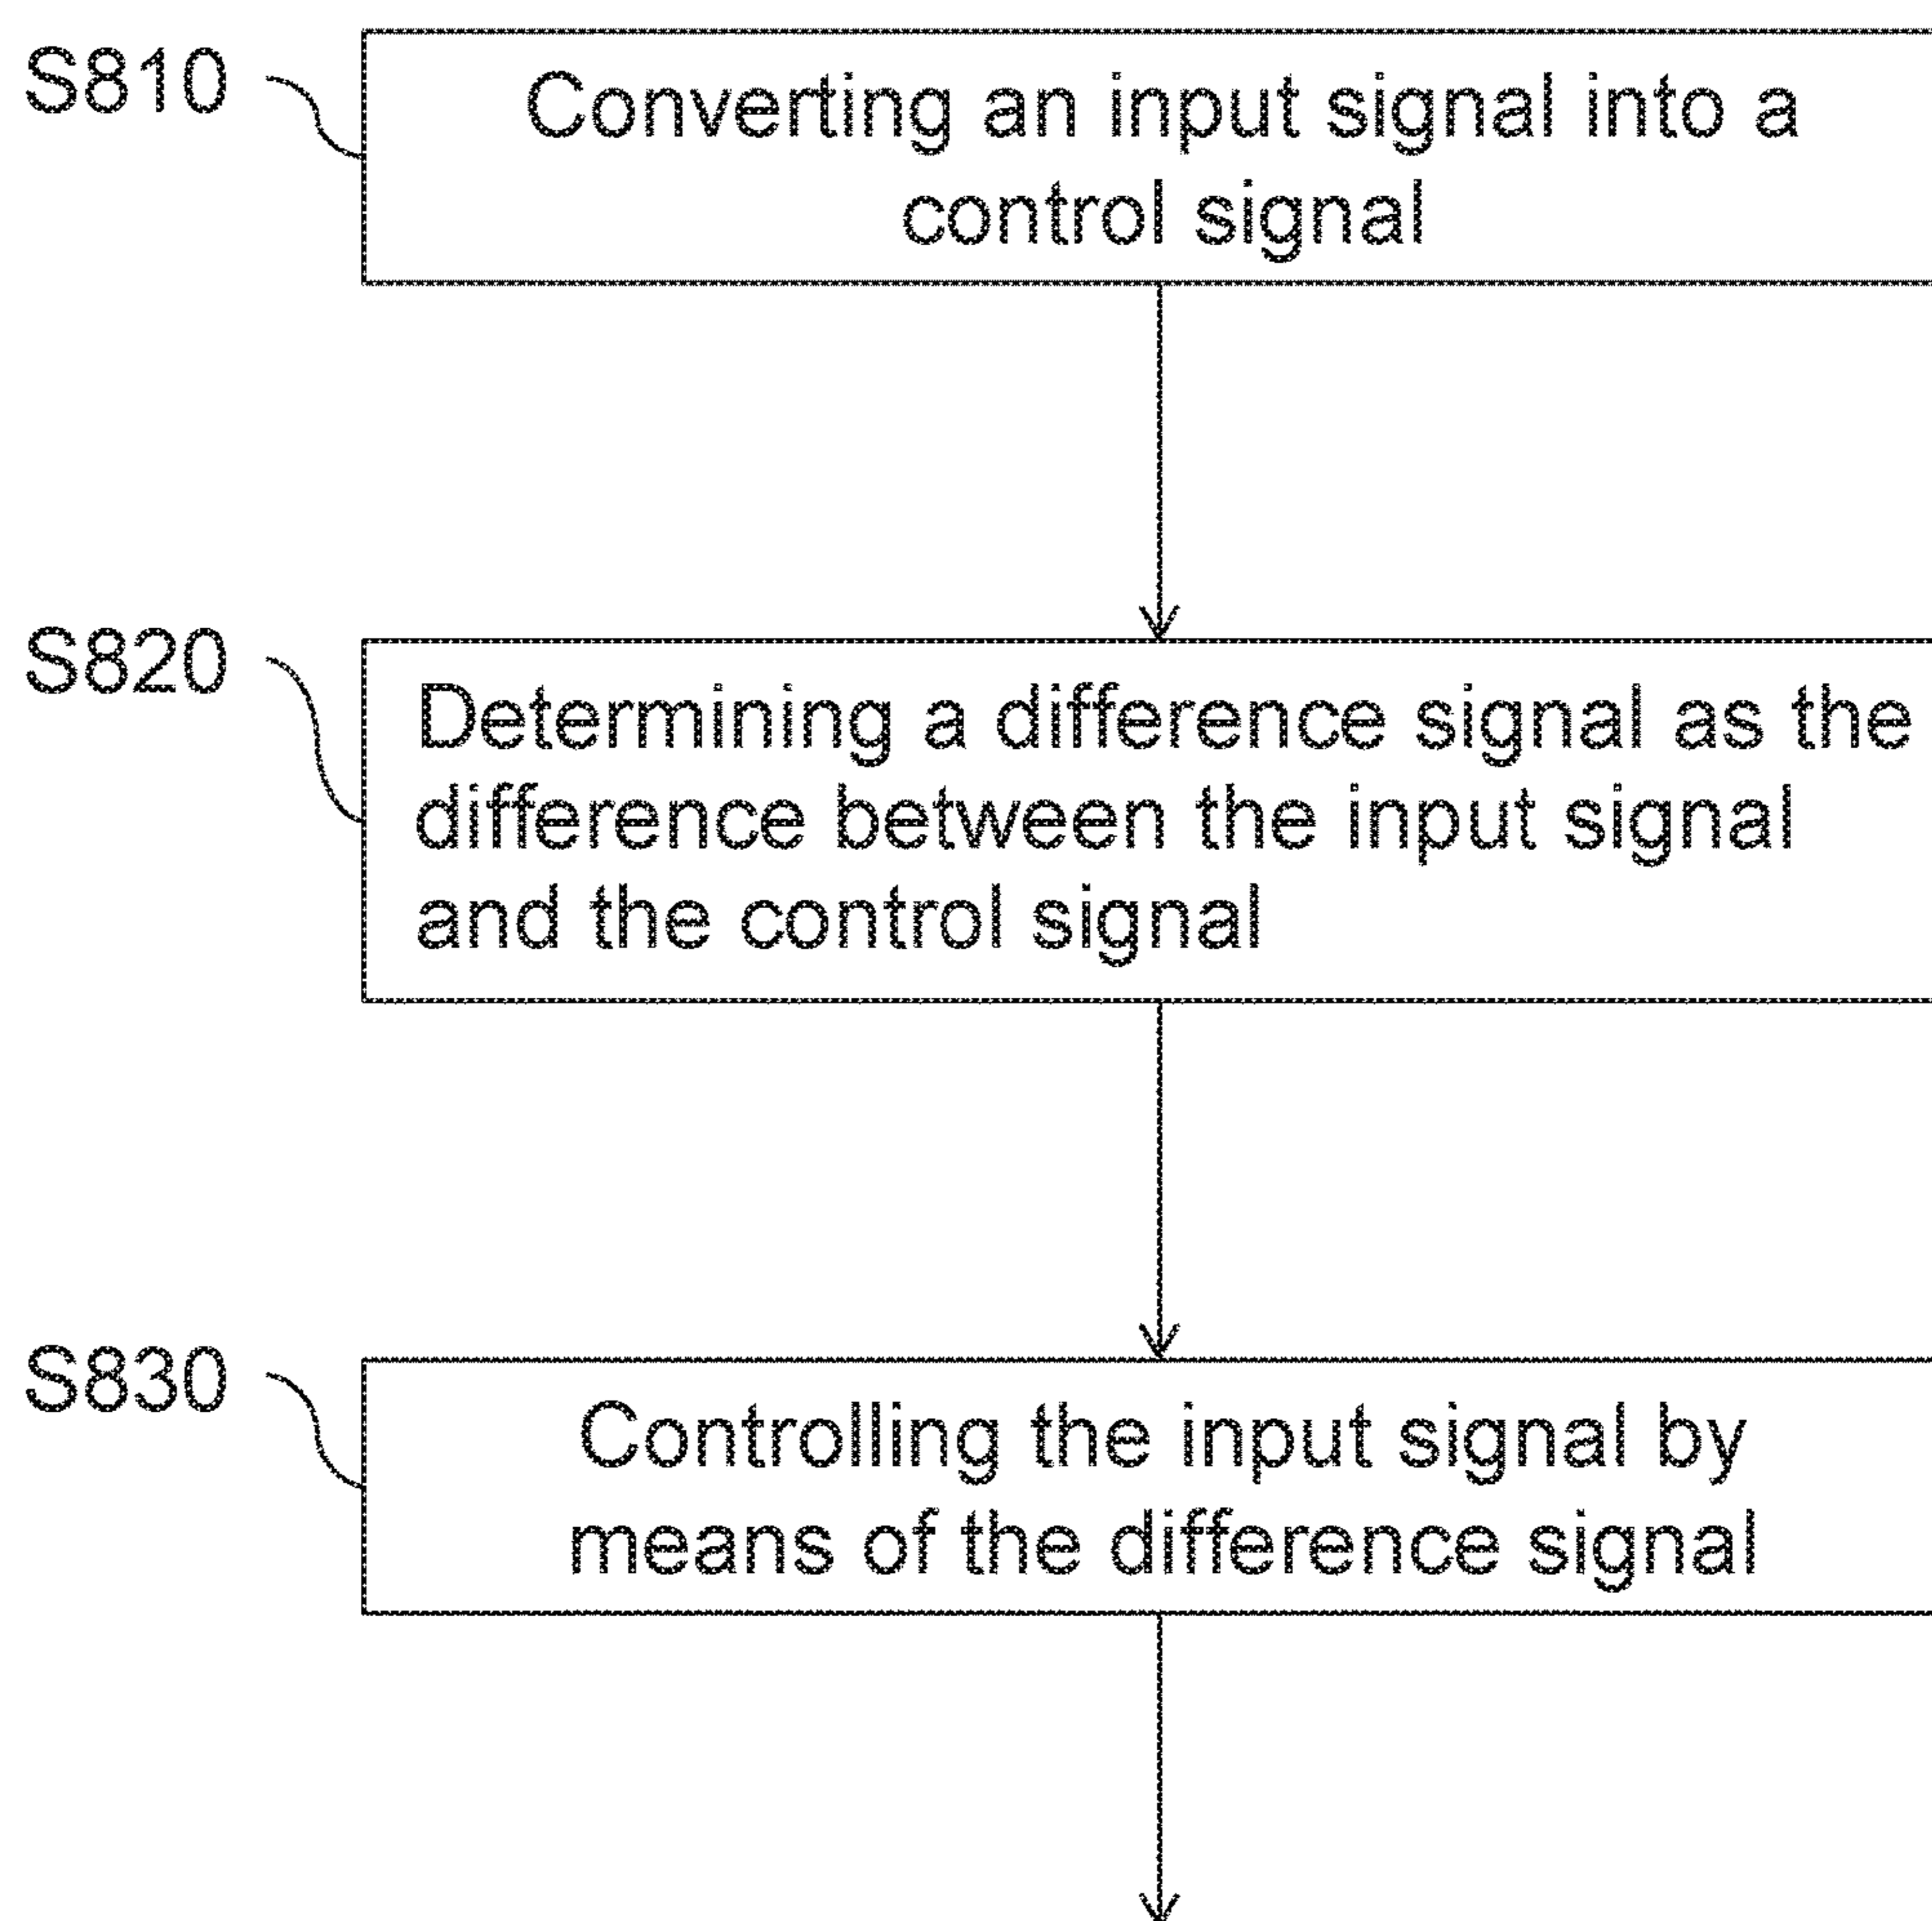 S810
Converting an input signal into a
control signal
S820
Determining a difference signal as the
difference between the input signal
and the control signal
S830
Controlling the input signal by
means of the difference signal